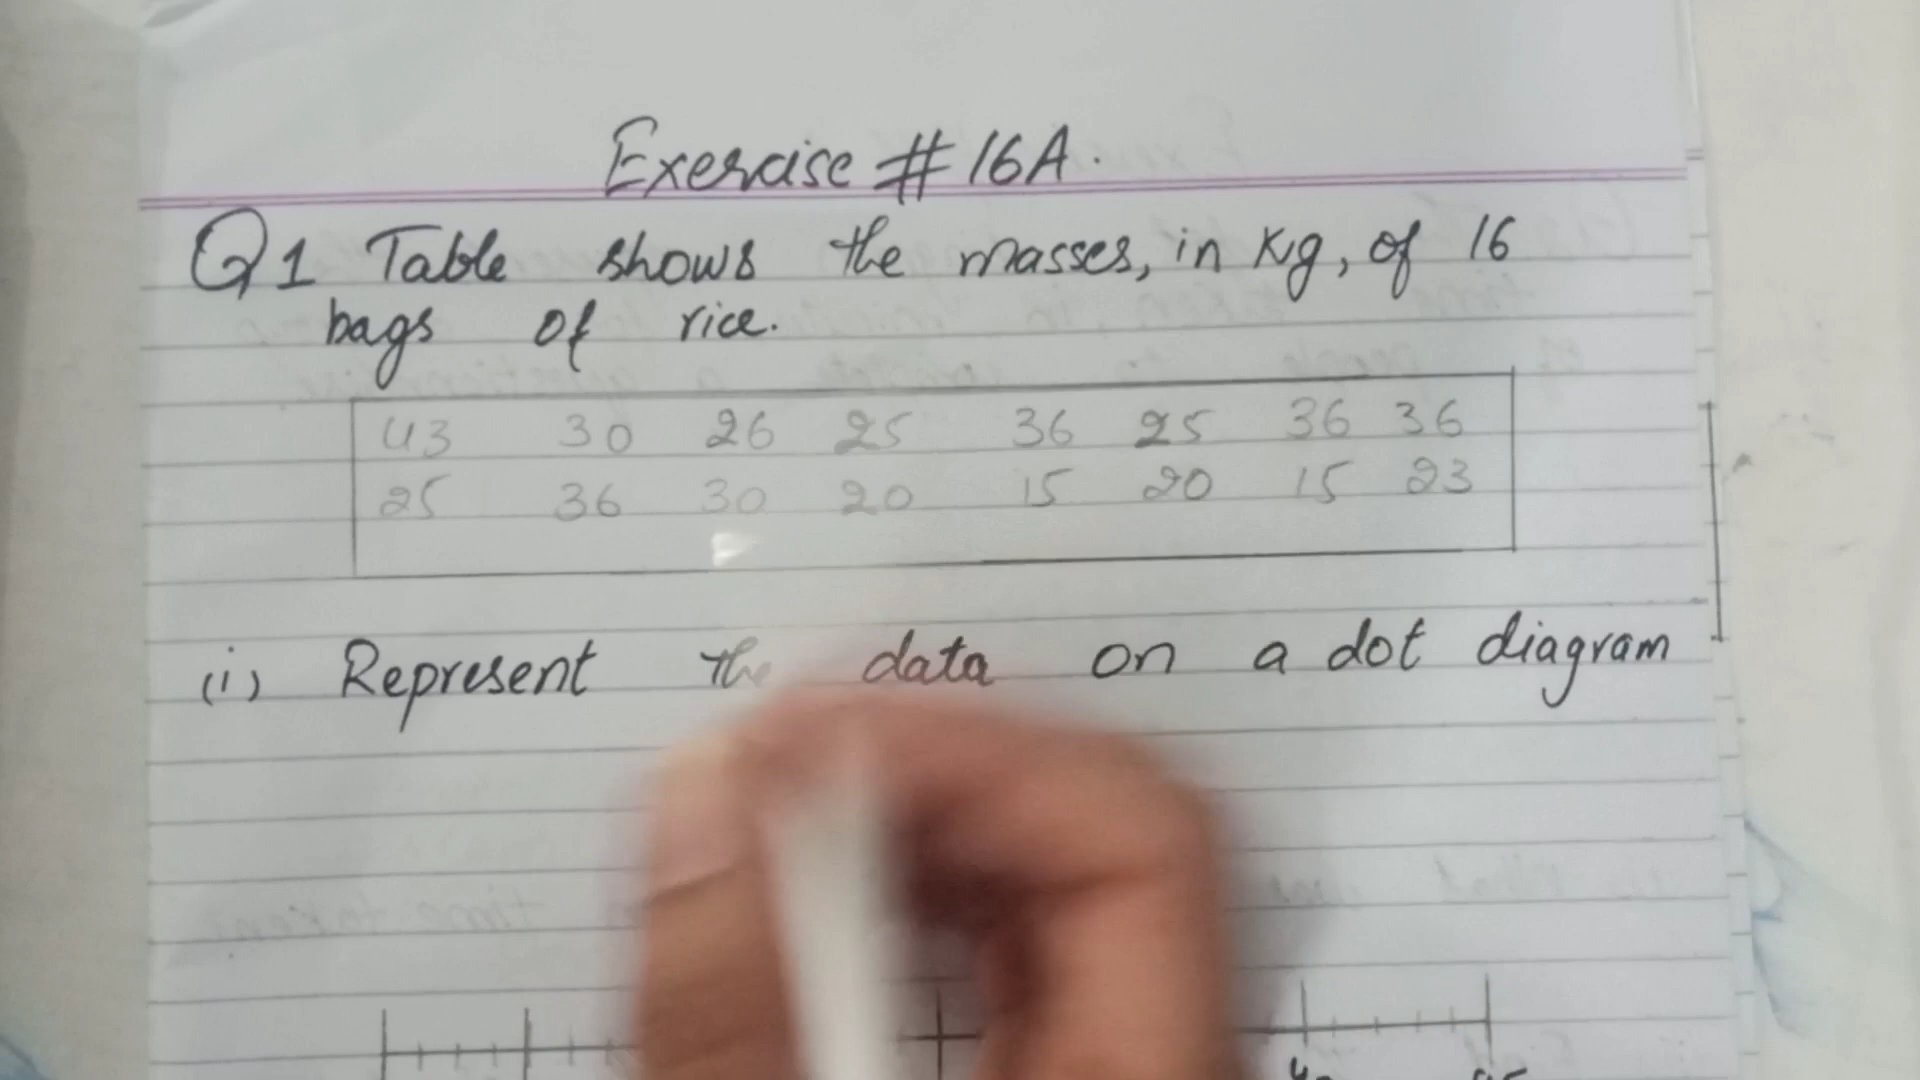 Exercise # 16A.
Q1 Table shows the masses, in kg, of 16
bags of rice.
43 30 26 25 36 25 36 36
25 36 30 20 15 20 15 23
(i) Represent the data on a dot diagram